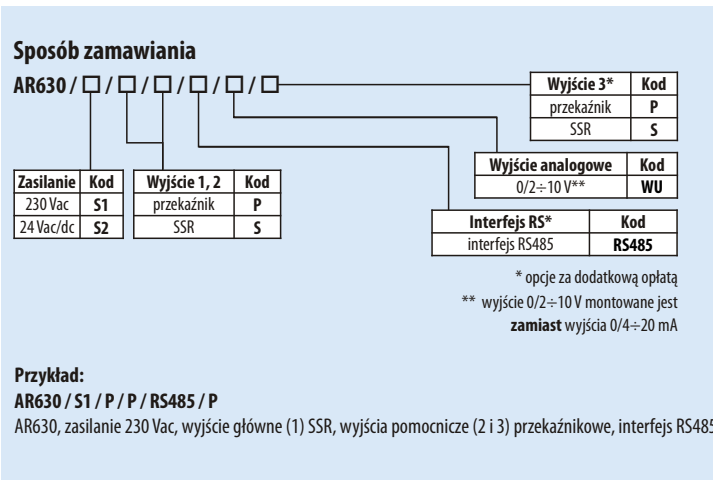 Sposób zamawiania
AR630 / □ / □ / □ / □ / □ / □
Wyjście 3* Kod
przekaźnik P
SSR S
Wyjście analogowe Kod
0/2÷10 V** WU
Zasilanie Kod
230 Vac S1
24 Vac/dc S2
Wyjście 1, 2 Kod
przekaźnik P
SSR S
Interfejs RS* Kod
interfejs RS485 RS485
* opcje za dodatkową opłatą
** wyjście 0/2÷10 V montowane jest
zamiast wyjścia 0/4÷20 mA
Przykład:
AR630 / S1 / P / P / RS485 / P
AR630, zasilanie 230 Vac, wyjście główne (1) SSR, wyjścia pomocnicze (2 i 3) przekaźnikowe, interfejs RS485